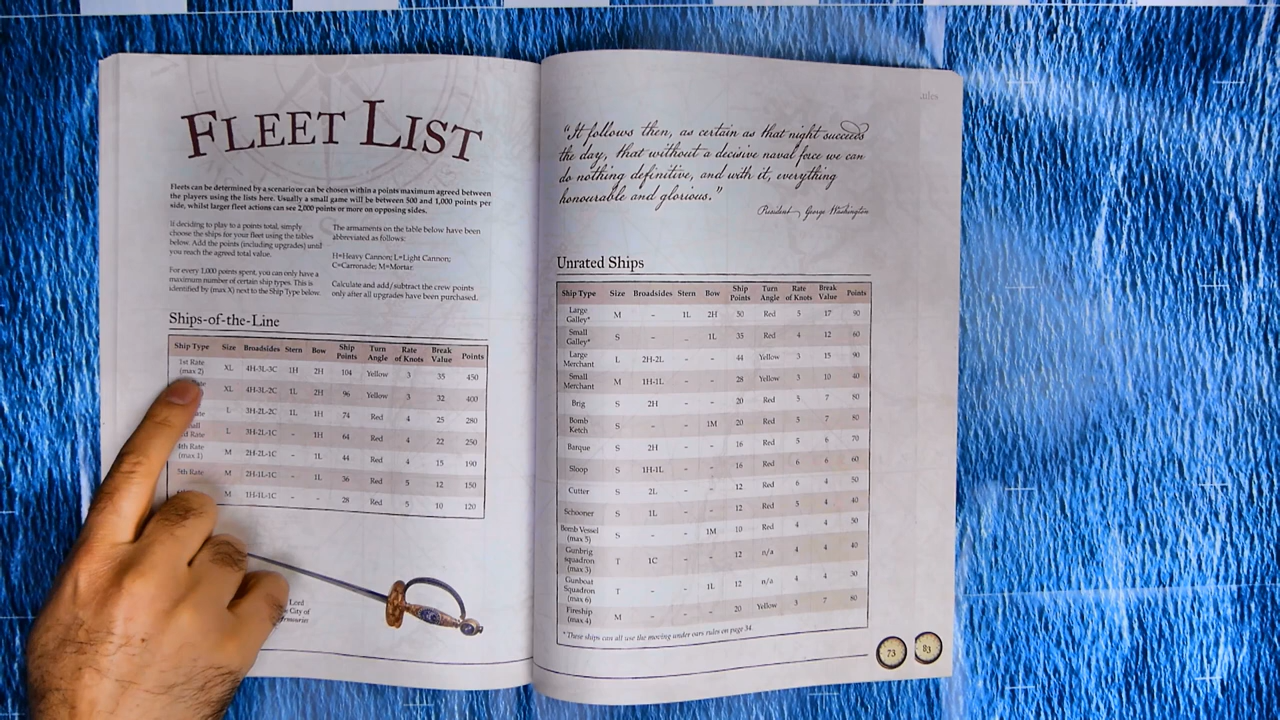 FLEET LIST
Fleets can be determined by a scenario or can be chosen within a points maximum agreed between
the players using the lists here. Usually a small game will be between 500 and 1,000 points per
side, whilst larger fleet actions can see 2,000 points or more on opposing sides.
If deciding to play to a points total, simply
choose the ships for your fleet using the tables
below. Add the points (including upgrades) until
you reach the agreed total value.
For every 1,000 points spent, you can only have a
maximum number of certain ship types. This is
identified by (max X) next to the Ship Type below.
The armaments on the table below have been
abbreviated as follows:
H=Heavy Cannon; L=Light Cannon;
C=Carronade; M=Mortar.
Calculate and add/subtract the crew points
only after all upgrades have been purchased.
Ships-of-the-Line
Ship Type Size Broadsides Stern Bow Ship Points Turn Angle Rate of Knots Break Value Points
1st Rate (max 2) XL 4H-3L-3C 1H 2H 104 Yellow 3 35 450
XL 4H-3L-2C 1L 2H 96 Yellow 3 32 400
L 3H-2L-2C 1L 1H 74 Red 4 25 280
Rate L 3H-2L-1C - 1H 64 Red 4 22 250
4th Rate (max 1) M 2H-2L-1C - 1L 44 Red 4 15 190
5th Rate M 2H-1L-1C - 1L 36 Red 5 12 150
M 1H-1L-1C - - 28 Red 5 10 120
Lord
City of
Armouries
ules
"It follows then, as certain as that night succeeds
the day, that without a decisive naval force we can
do nothing definitive, and with it, everything
honourable and glorious."
President George Washington
Unrated Ships
Ship Type Size Broadsides Stern Bow Ship Points Turn Angle Rate of Knots Break Value Points
Large Galley* M - 1L 2H 50 Red 5 17 90
Small Galley* S - - 1L 35 Red 4 12 60
Large Merchant L 2H-2L - - 44 Yellow 3 15 90
Small Merchant M 1H-1L - - 28 Yellow 3 10 40
Brig S 2H - - 20 Red 5 7 80
Bomb Ketch S - - 1M 20 Red 5 7 80
Barque S 2H - - 16 Red 5 6 70
Sloop S 1H-1L - - 16 Red 6 6 60
Cutter S 2L - - 12 Red 6 4 50
Schooner S 1L - - 12 Red 5 4 40
Bomb Vessel (max 5) S - - 1M 10 Red 4 4 50
Gunbrig squadron (max 3) T 1C - - 12 n/a 4 4 40
Gunboat Squadron (max 6) T - - 1L 12 n/a 4 4 30
Fireship (max 4) M - - - 20 Yellow 3 7 80
* These ships can all use the moving under oars rules on page 34.
73
83